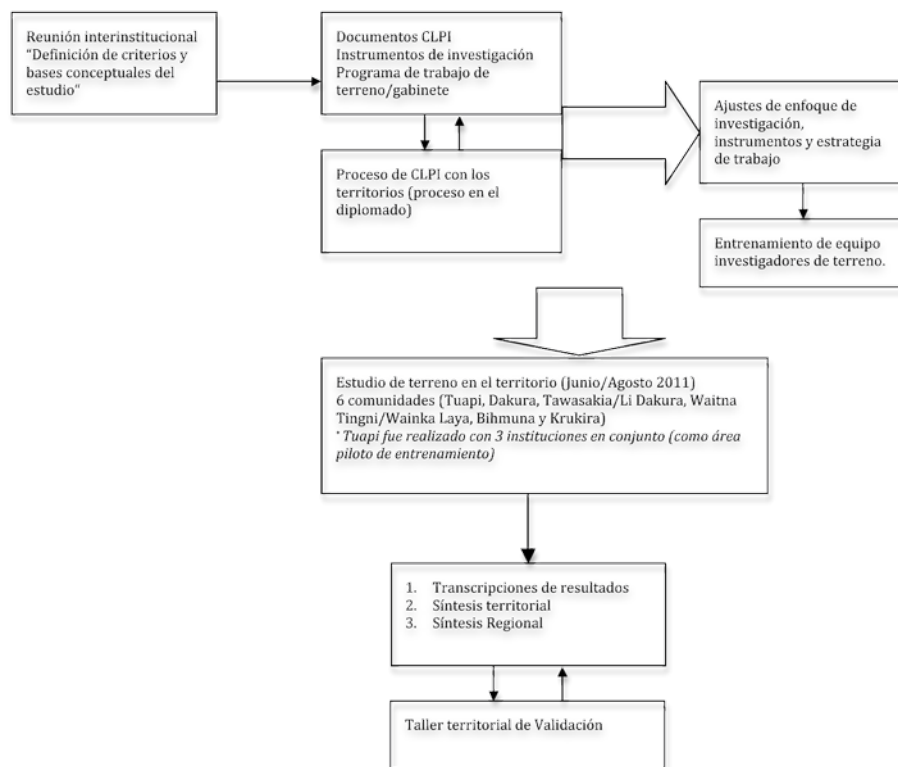 Reunión interinstitucional
“Definición de criterios y
bases conceptuales del
estudio”
Documentos CLPI
Instrumentos de investigación
Programa de trabajo de
terreno/gabinete
Ajustes de enfoque de
investigación,
instrumentos y estrategia
de trabajo
Proceso de CLPI con los
territorios (proceso en el
diplomado)
Entrenamiento de equipo
investigadores de terreno.
Estudio de terreno en el territorio (Junio/Agosto 2011)
6 comunidades (Tuapi, Dakura, Tawasakia/Li Dakura, Waitna
Tingni/Wainka Laya, Bihmuna y Krukira)
* Tuapi fue realizado con 3 instituciones en conjunto (como área
piloto de entrenamiento)
1. Transcripciones de resultados
2. Síntesis territorial
3. Síntesis Regional
Taller territorial de Validación